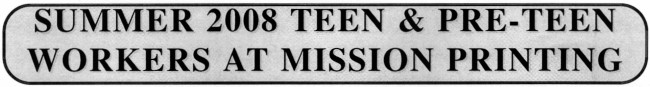 SUMMER 2008 TEEN & PRE-TEEN
WORKERS AT MISSION PRINTING